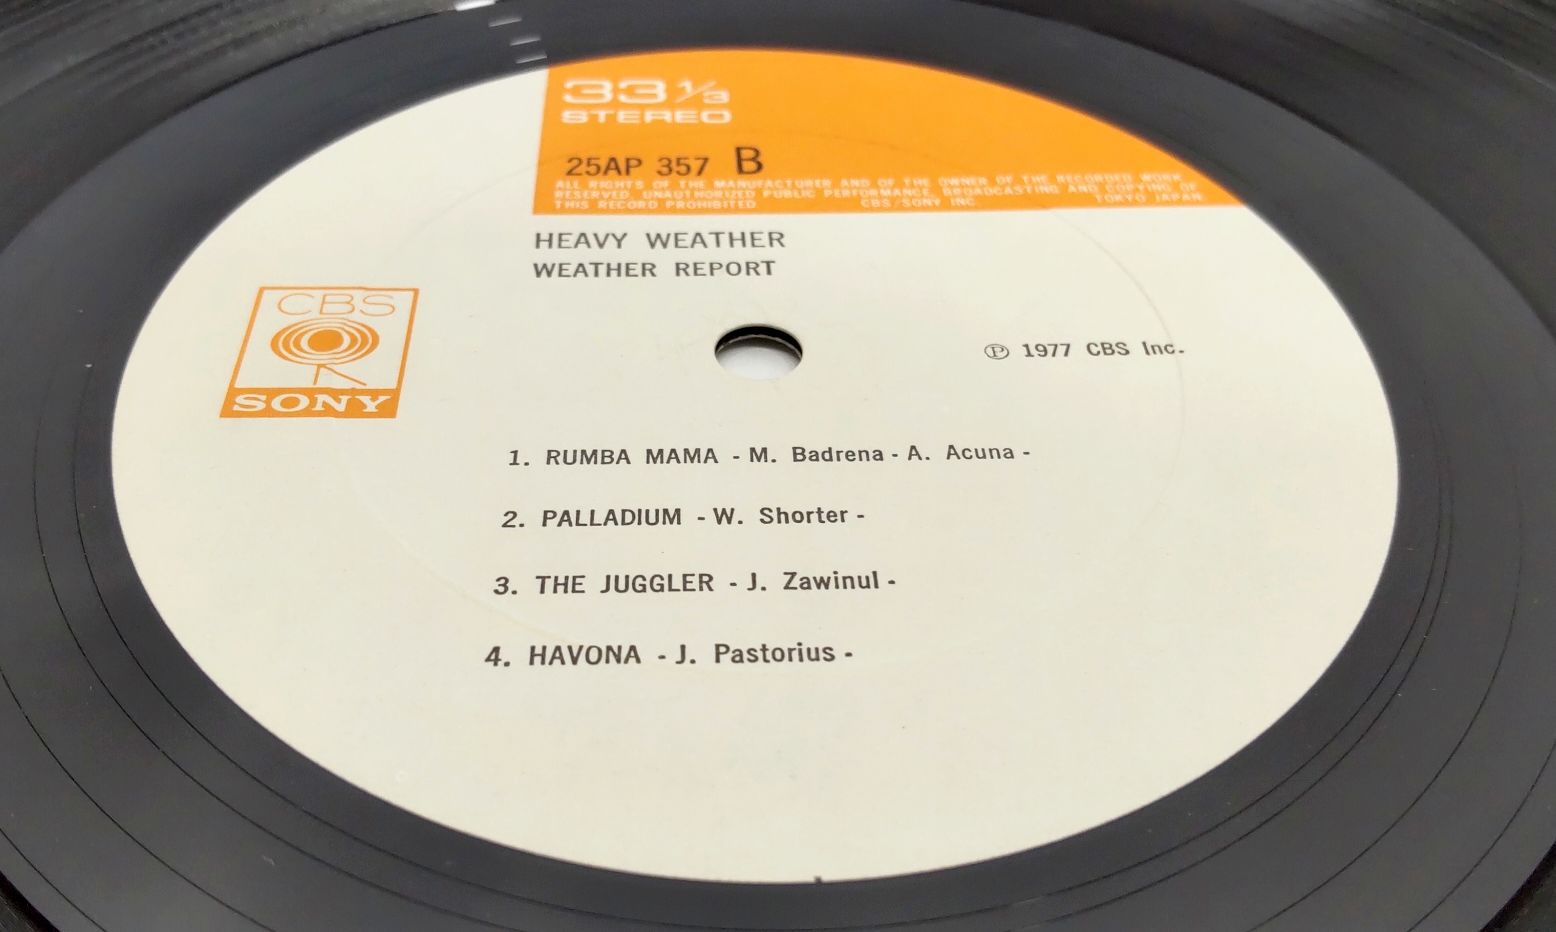 33 1/3
STEREO
25AP 357 B
ALL RIGHTS OF THE MANUFACTURER AND OF THE OWNER OF THE RECORDED WORK
RESERVED. UNAUTHORIZED PUBLIC PERFORMANCE, BROADCASTING AND COPYING OF
THIS RECORD PROHIBITED CBS/SONY INC. TOKYO JAPAN
HEAVY WEATHER
WEATHER REPORT
CBS
SONY
℗ 1977 CBS Inc.
1. RUMBA MAMA - M. Badrena - A. Acuna -
2. PALLADIUM - W. Shorter -
3. THE JUGGLER - J. Zawinul -
4. HAVONA - J. Pastorius -